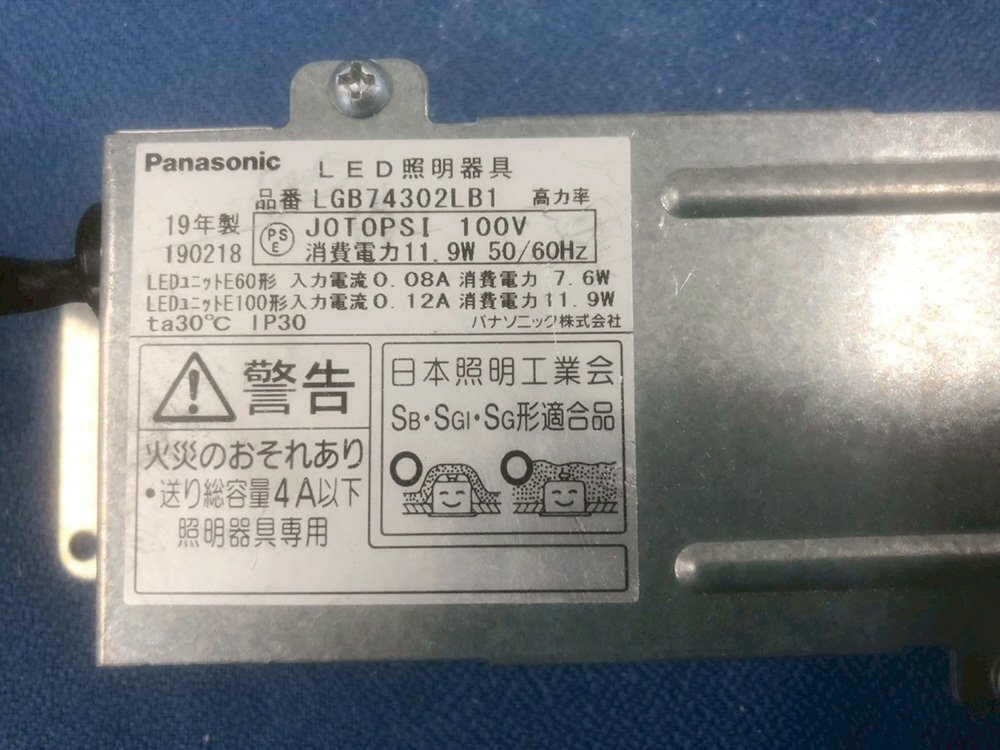 Panasonic LED照明器具
品番 LGB74302LB1 高力率
19年製 JOTOPSI 100V
190218 PSE 消費電力11.9W 50/60Hz
LEDユニットE60形 入力電流0.08A 消費電力 7.6W
LEDユニットE100形 入力電流0.12A 消費電力11.9W
ta30℃ IP30 パナソニック株式会社
警告
火災のおそれあり
・送り総容量4A以下
照明器具専用
日本照明工業会
SB・SGI・SG形適合品